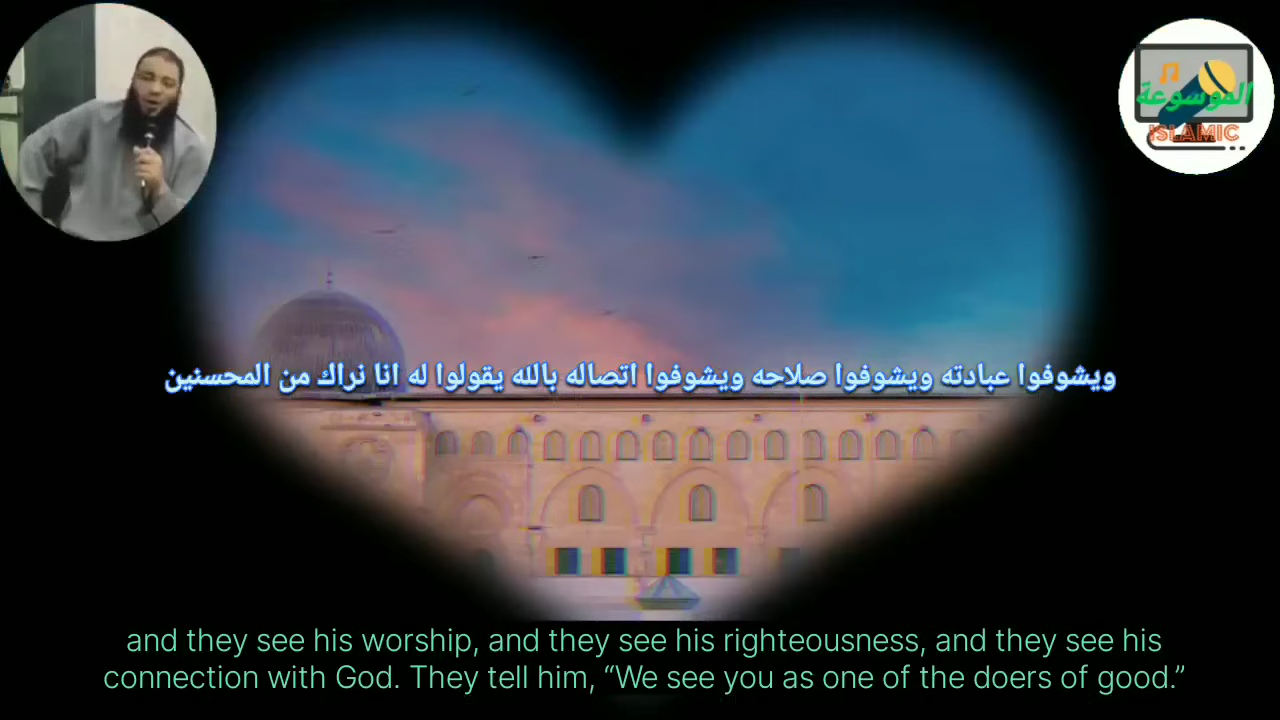 الموسوعة
ISLAMIC
ويشوفوا عبادته ويشوفوا صلاحه ويشوفوا اتصاله بالله يقولوا له انا نراك من المحسنين
and they see his worship, and they see his righteousness, and they see his
connection with God. They tell him, “We see you as one of the doers of good.”